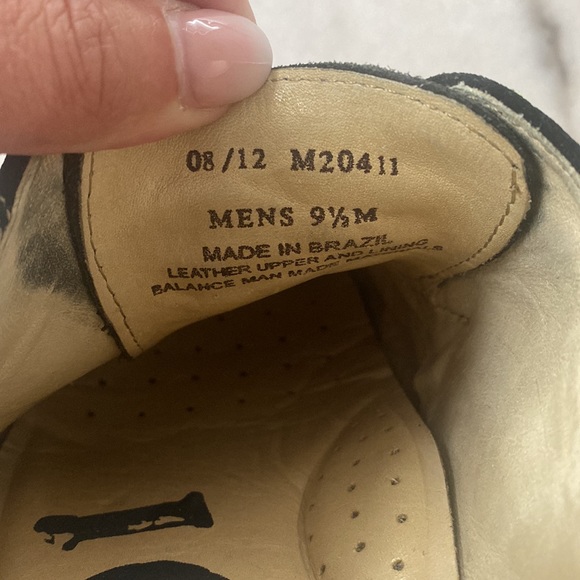 08/12 M20411
MENS 9½M
MADE IN BRAZIL
LEATHER UPPER AND LINING
BALANCE MAN MADE